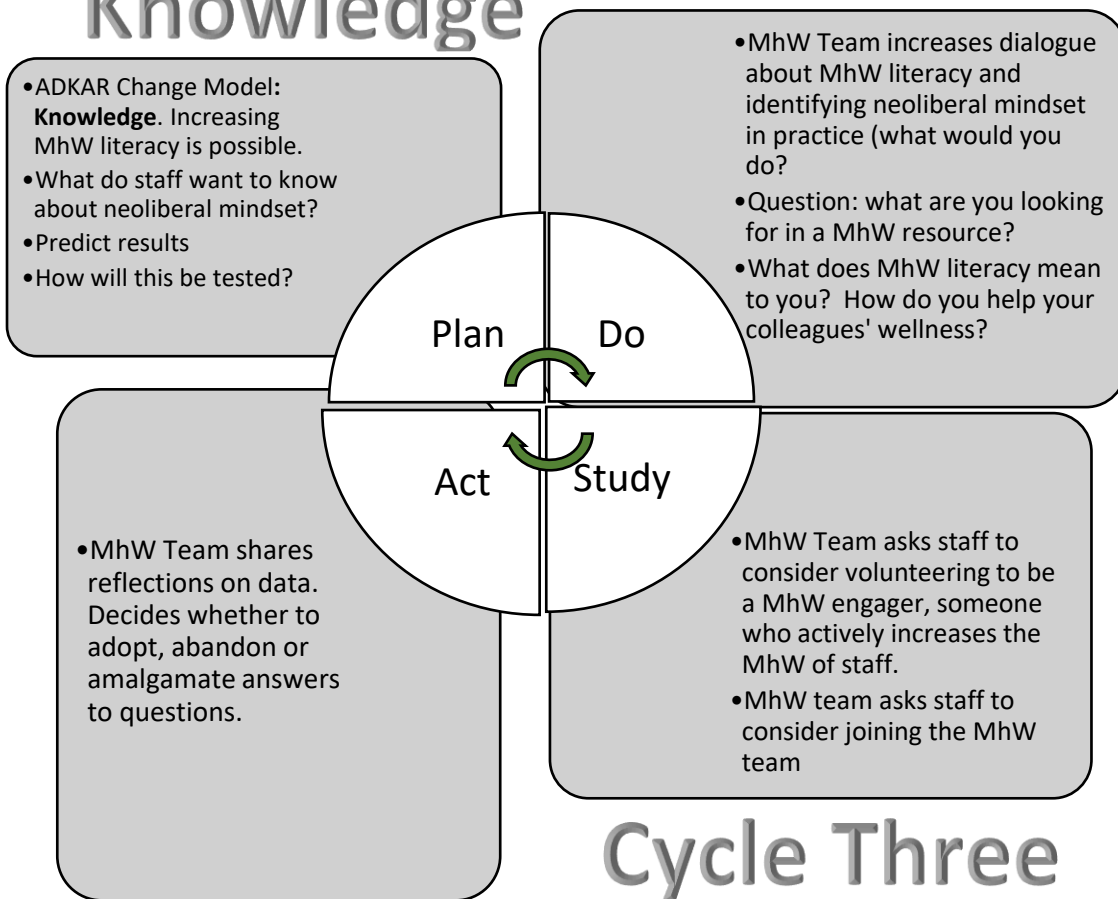 Knowledge
•ADKAR Change Model:
Knowledge. Increasing
MhW literacy is possible.
•What do staff want to know
about neoliberal mindset?
•Predict results
•How will this be tested?
•MhW Team increases dialogue
about MhW literacy and
identifying neoliberal mindset
in practice (what would you
do?
•Question: what are you looking
for in a MhW resource?
•What does MhW literacy mean
to you?  How do you help your
colleagues' wellness?
Plan
Do
Act
Study
•MhW Team shares
reflections on data.
Decides whether to
adopt, abandon or
amalgamate answers
to questions.
•MhW Team asks staff to
consider volunteering to be
a MhW engager, someone
who actively increases the
MhW of staff.
•MhW team asks staff to
consider joining the MhW
team
Cycle Three